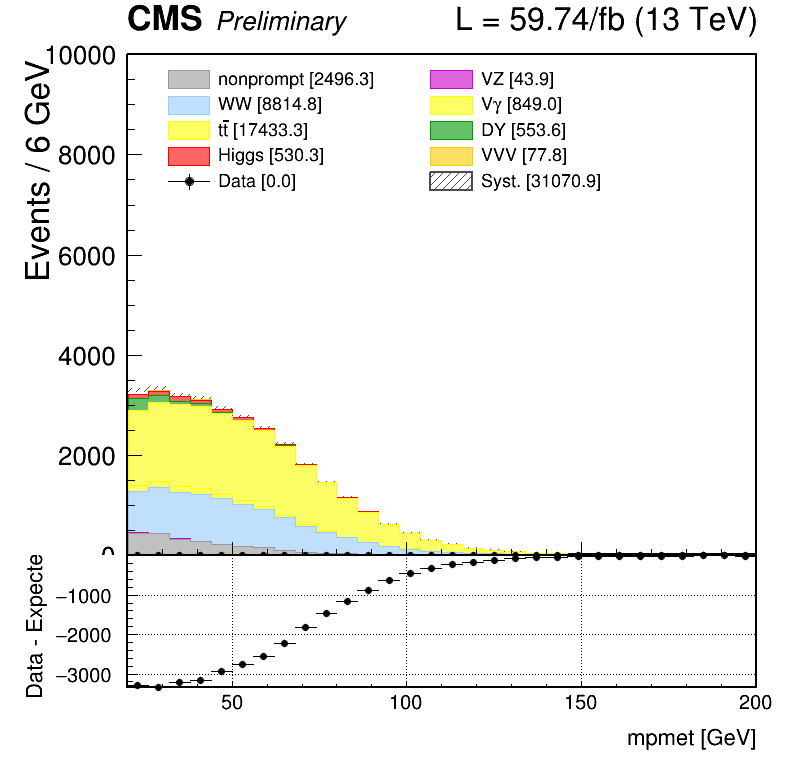 CMS Preliminary L = 59.74/fb (13 TeV)
Events / 6 GeV
10000
8000
6000
4000
2000
0
nonprompt [2496.3]
WW [8814.8]
tt̄ [17433.3]
Higgs [530.3]
Data [0.0]
VZ [43.9]
Vγ [849.0]
DY [553.6]
VVV [77.8]
Syst. [31070.9]
Data - Expecte
−1000
−2000
−3000
50 100 150 200
mpmet [GeV]